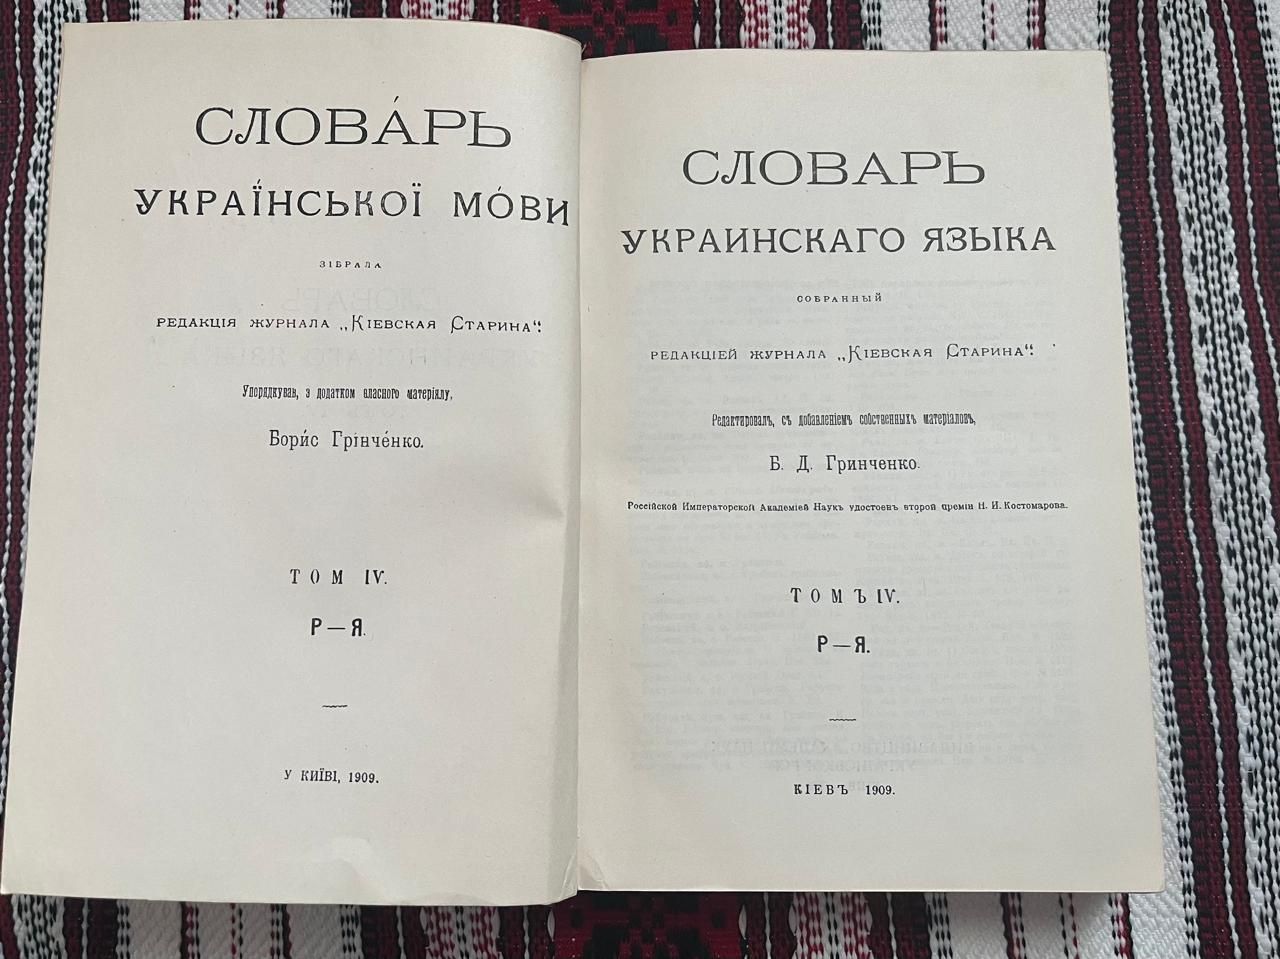 СЛОВА́РЬ
УКРАЇ́НСЬКОЇ МО́ВИ
ЗІБРАЛА
РЕДАКЦІЯ ЖУРНАЛА „КІЕВСКАЯ СТАРИНА“.
Упорядкував, з додатком власного матеріялу,
Бори́с Грінче́нко.
ТОМ IV.
Р—Я.
У КИЇВІ, 1909.
СЛОВАРЬ
УКРАИНСКАГО ЯЗЫКА
СОБРАННЫЙ
РЕДАКЦІЕЙ ЖУРНАЛА „КІЕВСКАЯ СТАРИНА“.
Редактировалъ, съ добавленіемъ собственныхъ матеріаловъ,
Б. Д. Гринченко.
Россійской Императорской Академіей Наукъ удостоенъ второй преміи Н. И. Костомарова.
ТОМЪ IV.
Р—Я.
КІЕВЪ 1909.